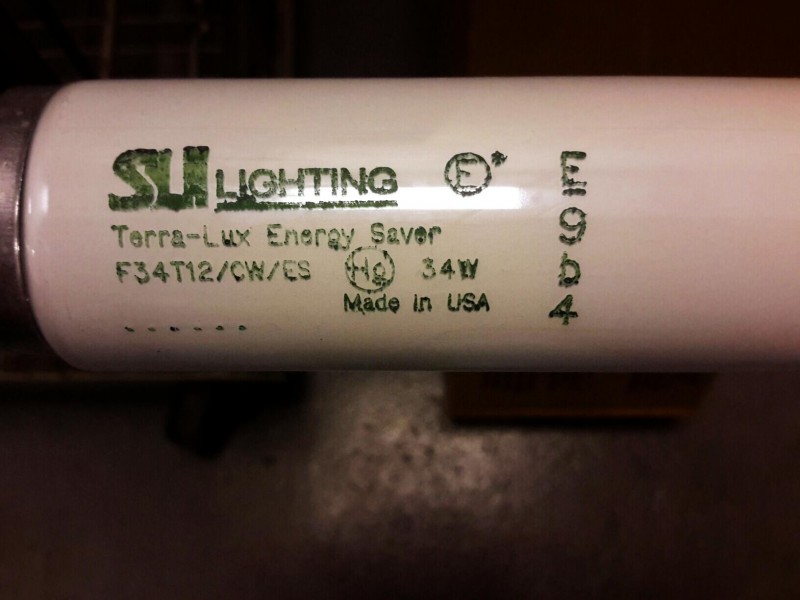 SLI LIGHTING E*
Terra-Lux Energy Saver
F34T12/CW/ES Hg 34W
Made in USA
E
9
b
4